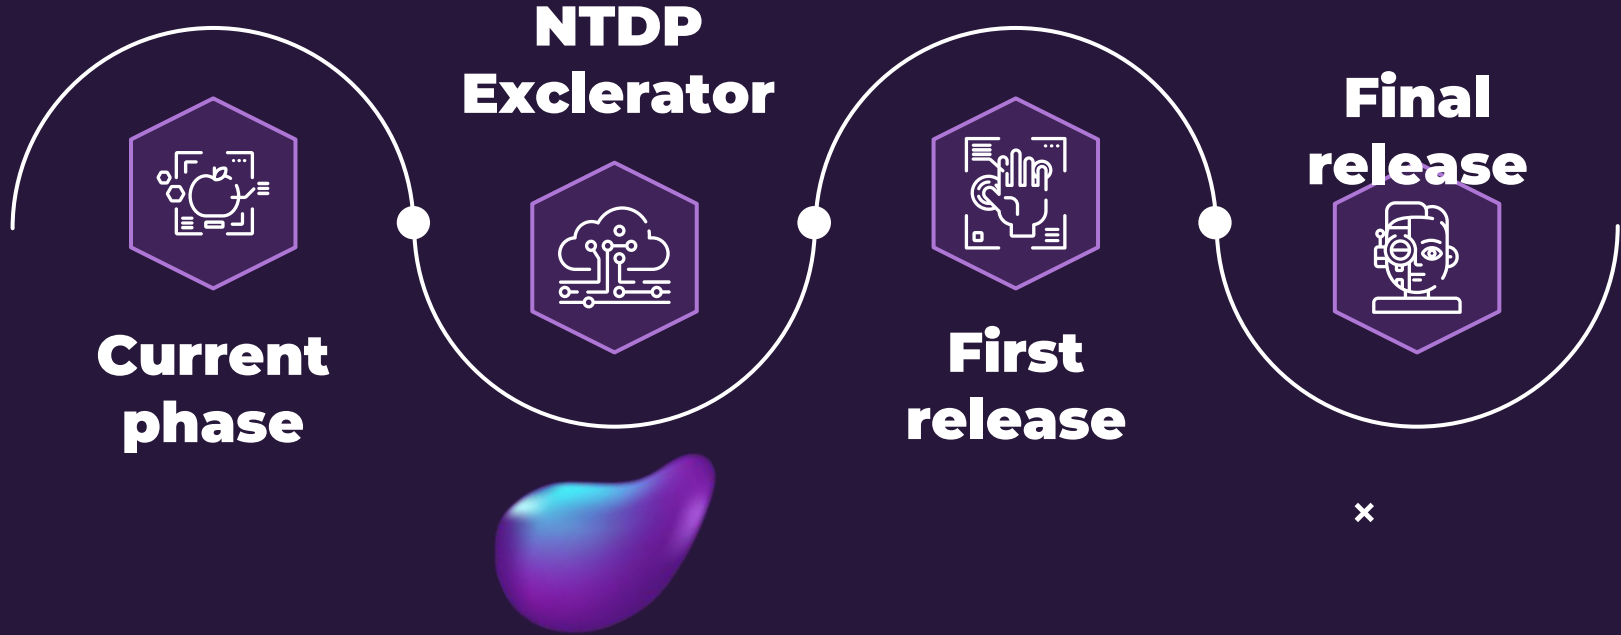 Current
phase
NTDP
Exclerator
First
release
Final
release